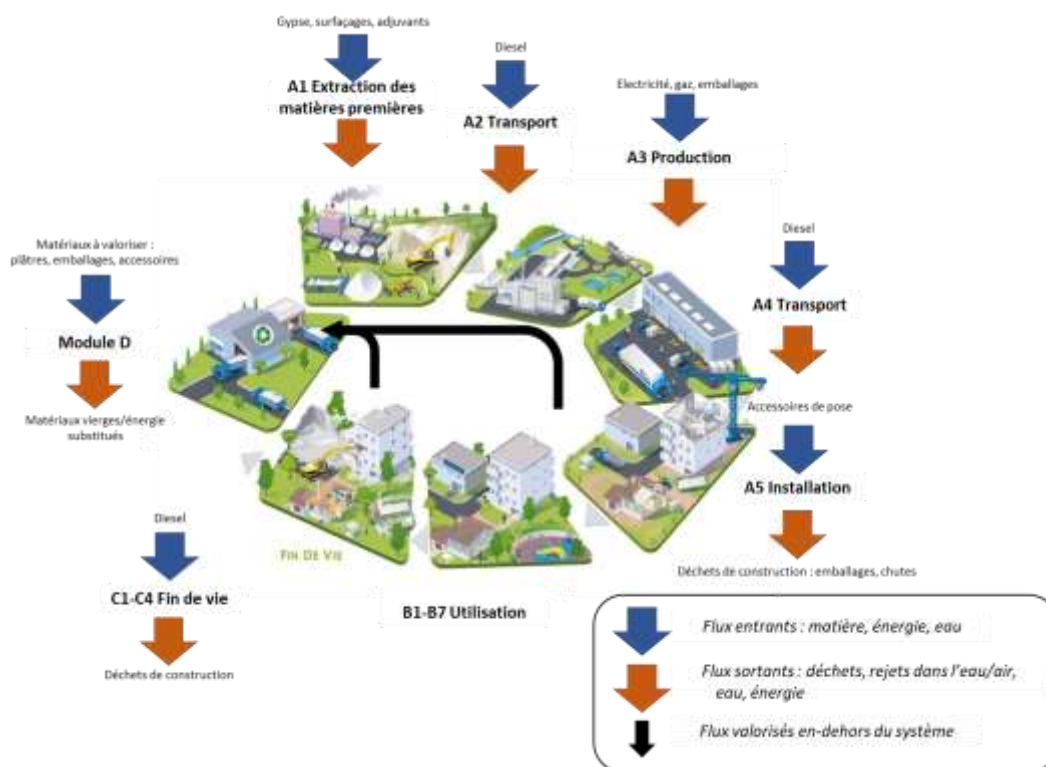 Gypse, surfaçages, adjuvants
A1 Extraction des
matières premières
Diesel
A2 Transport
Electricité, gaz, emballages
A3 Production
Diesel
A4 Transport
Accessoires de pose
A5 Installation
Déchets de construction : emballages, chutes
Matériaux à valoriser :
plâtres, emballages, accessoires
Module D
Matériaux vierges/énergie
substitués
FIN DE VIE
Diesel
C1-C4 Fin de vie
Déchets de construction
B1-B7 Utilisation
Flux entrants : matière, énergie, eau
Flux sortants : déchets, rejets dans l'eau/air,
eau, énergie
Flux valorisés en-dehors du système